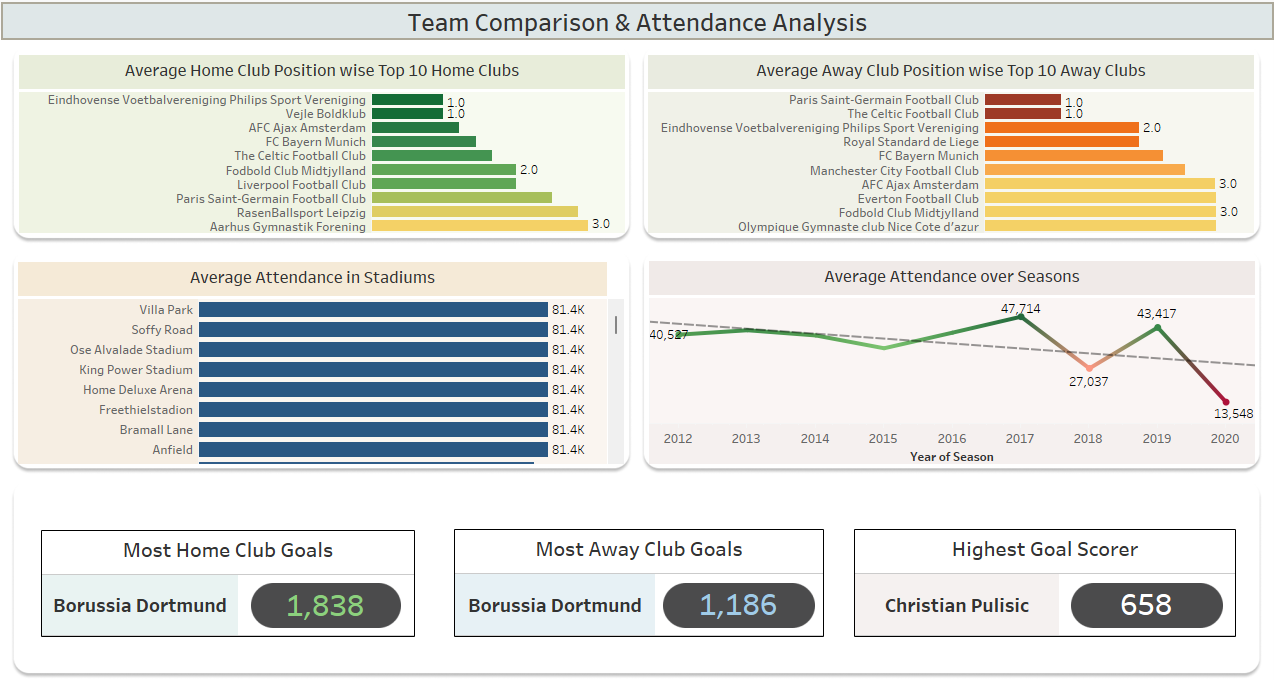 Team Comparison & Attendance Analysis
Average Home Club Position wise Top 10 Home Clubs
Eindhovense Voetbalvereniging Philips Sport Vereniging 1.0
Vejle Boldklub 1.0
AFC Ajax Amsterdam
FC Bayern Munich
The Celtic Football Club
Fodbold Club Midtjylland 2.0
Liverpool Football Club
Paris Saint-Germain Football Club
RasenBallsport Leipzig
Aarhus Gymnastik Forening 3.0
Average Away Club Position wise Top 10 Away Clubs
Paris Saint-Germain Football Club 1.0
The Celtic Football Club 1.0
Eindhovense Voetbalvereniging Philips Sport Vereniging 2.0
Royal Standard de Liege
FC Bayern Munich
Manchester City Football Club
AFC Ajax Amsterdam 3.0
Everton Football Club
Fodbold Club Midtjylland 3.0
Olympique Gymnaste club Nice Cote d'azur
Average Attendance in Stadiums
Villa Park 81.4K
Soffy Road 81.4K
Ose Alvalade Stadium 81.4K
King Power Stadium 81.4K
Home Deluxe Arena 81.4K
Freethielstadion 81.4K
Bramall Lane 81.4K
Anfield 81.4K
Average Attendance over Seasons
40,527
47,714
27,037
43,417
13,548
2012 2013 2014 2015 2016 2017 2018 2019 2020
Year of Season
Most Home Club Goals
Borussia Dortmund 1,838
Most Away Club Goals
Borussia Dortmund 1,186
Highest Goal Scorer
Christian Pulisic 658